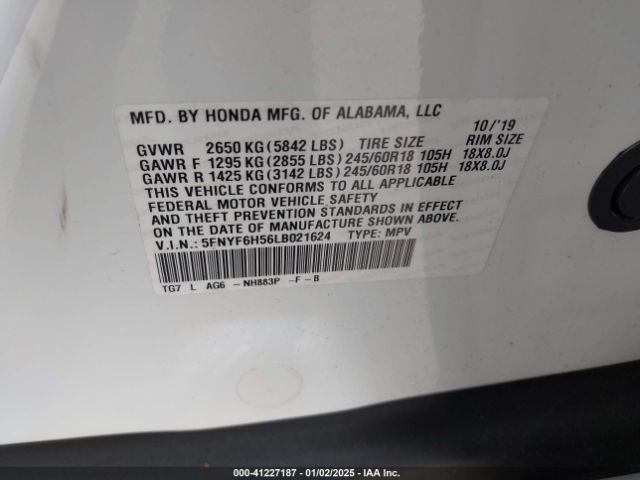 MFD. BY HONDA MFG. OF ALABAMA, LLC 10/'19
GVWR 2650 KG(5842 LBS) TIRE SIZE RIM SIZE
GAWR F 1295 KG(2855 LBS)245/60R18 105H 18X8.0J
GAWR R 1425 KG(3142 LBS)245/60R18 105H 18X8.0J
THIS VEHICLE CONFORMS TO ALL APPLICABLE
FEDERAL MOTOR VEHICLE SAFETY
AND THEFT PREVENTION STANDARDS IN EFFECT
ON THE DATE OF MANUFACTURE SHOWN ABOVE.
V.I.N.: 5FNYF6H56LB021624 TYPE: MPV
TG7 L AG6 -NH883P -F-B
000-41227187 - 01/02/2025 - IAA Inc.